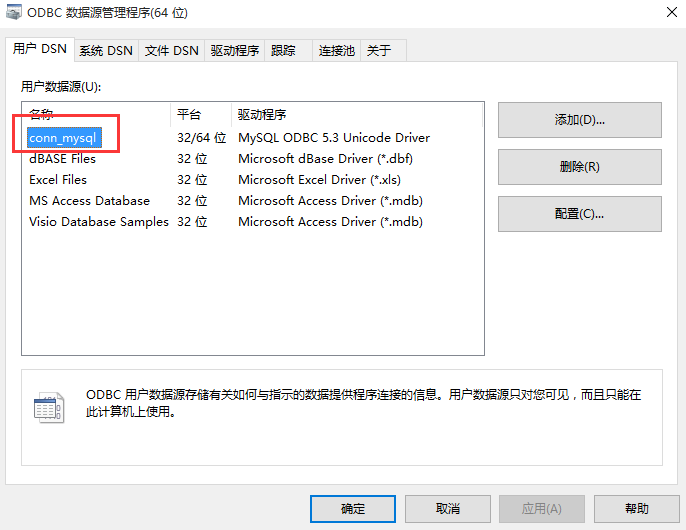 ODBC 数据源管理程序(64 位)
用户 DSN 系统 DSN 文件 DSN 驱动程序 跟踪 连接池 关于
用户数据源(U):
名称 平台 驱动程序
conn_mysql 32/64 位 MySQL ODBC 5.3 Unicode Driver
dBASE Files 32 位 Microsoft dBase Driver (*.dbf)
Excel Files 32 位 Microsoft Excel Driver (*.xls)
MS Access Database 32 位 Microsoft Access Driver (*.mdb)
Visio Database Samples 32 位 Microsoft Access Driver (*.mdb)
添加(D)...
删除(R)
配置(C)...
ODBC 用户数据源存储有关如何与指示的数据提供程序连接的信息。用户数据源只对您可见，而且只能在
此计算机上使用。
确定 取消 应用(A) 帮助